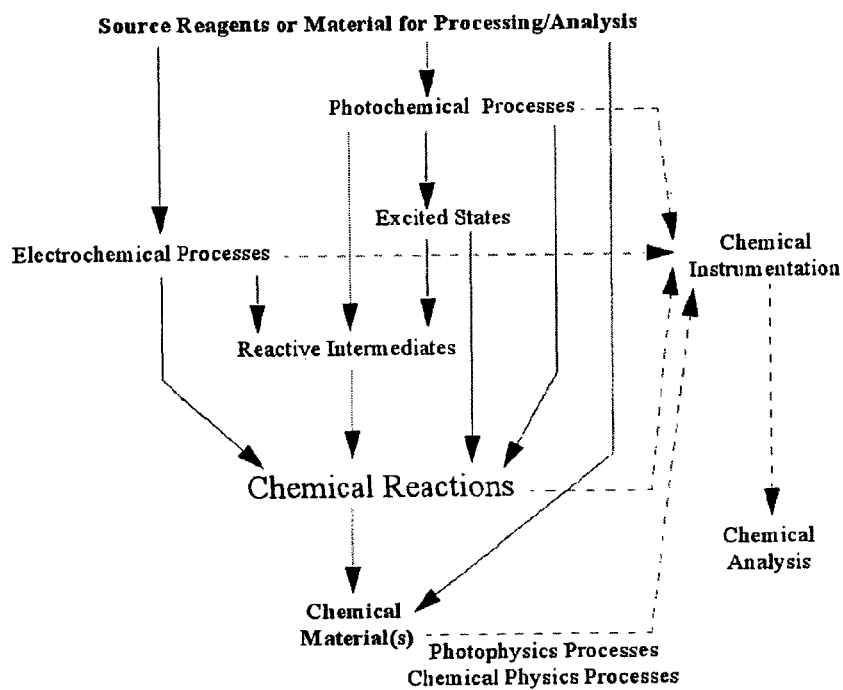 Source Reagents or Material for Processing/Analysis
Photochemical Processes
Excited States
Electrochemical Processes
Chemical
Instrumentation
Reactive Intermediates
Chemical Reactions
Chemical
Analysis
Chemical
Material(s)
Photophysics Processes
Chemical Physics Processes